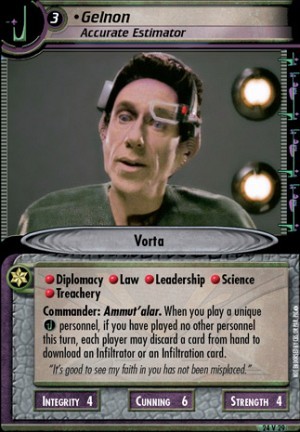 3
•Gelnon
Accurate Estimator
Vorta
Diplomacy Law Leadership Science
Treachery
Commander: Ammut'alar. When you play a unique
personnel, if you have played no other personnel
this turn, each player may discard a card from hand to
download an Infiltrator or an Infiltration card.
"It's good to see my faith in you has not been misplaced."
INTEGRITY 4 CUNNING 6 STRENGTH 4
24 V 29